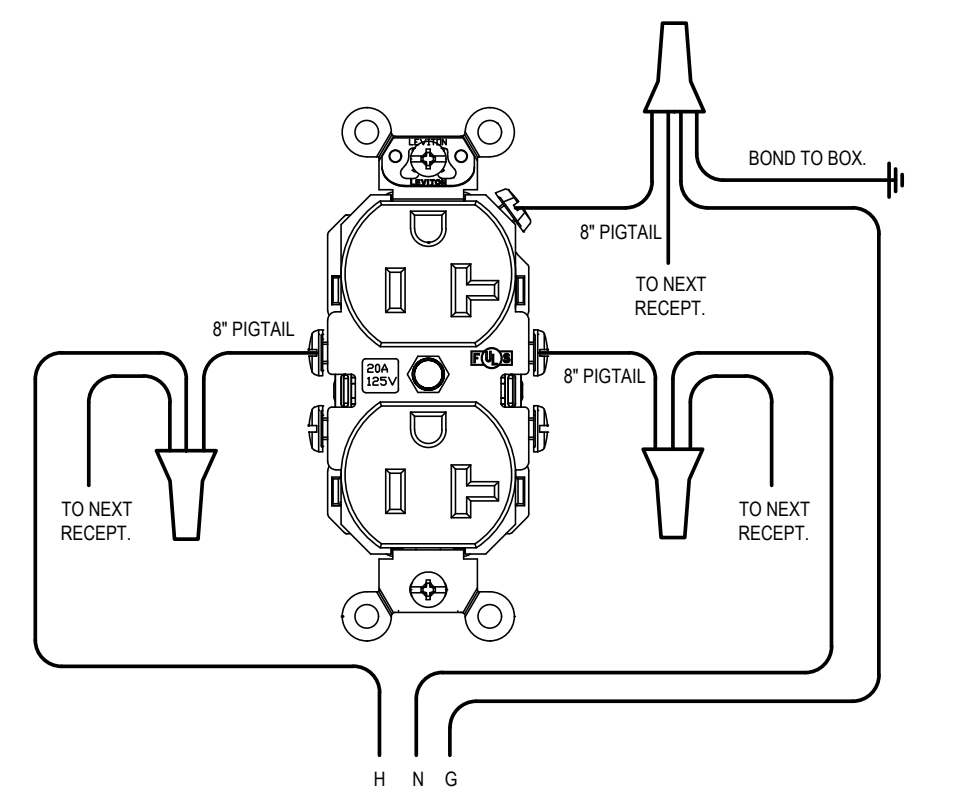 LEVITON
LEVITON
BOND TO BOX.
8" PIGTAIL
TO NEXT
RECEPT.
8" PIGTAIL
20A
125V
F UL S
8" PIGTAIL
TO NEXT
RECEPT.
TO NEXT
RECEPT.
H N G